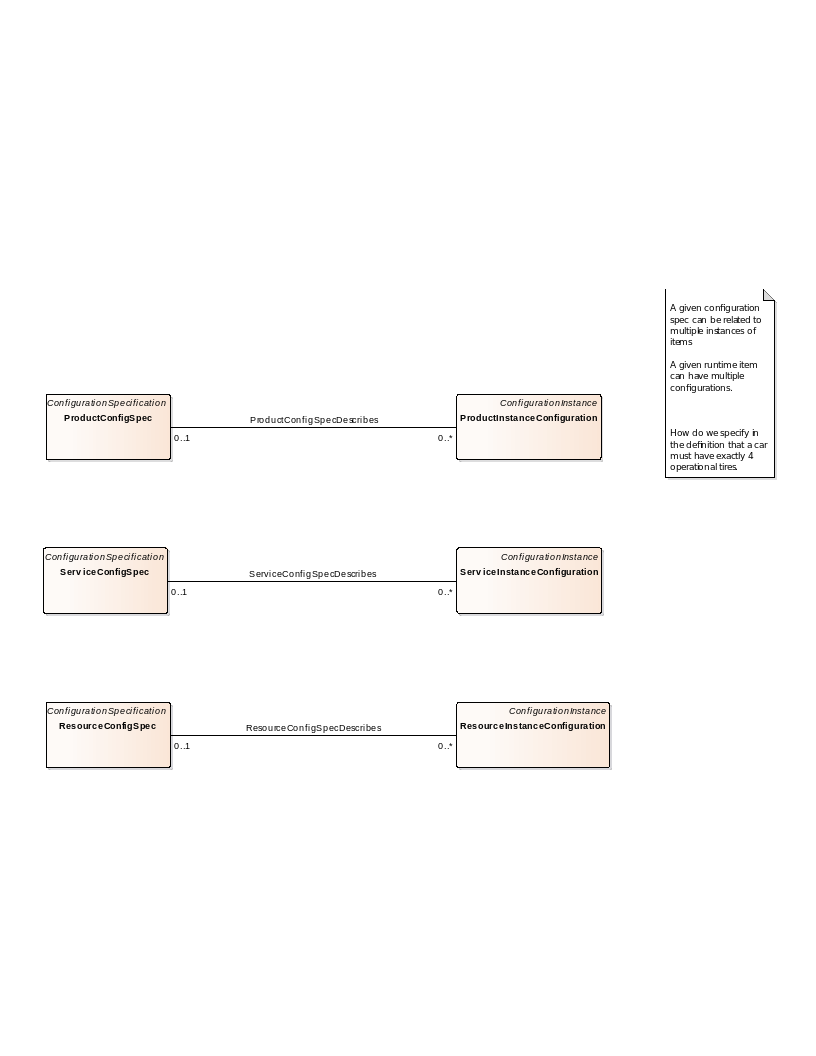 A given configuration
spec can be related to
multiple instances of
items
A given runtime item
can have multiple
configurations.
How do we specify in
the definition that a car
must have exactly 4
operational tires.
ConfigurationSpecification
ProductConfigSpec
ProductConfigSpecDescribes
0..1
0..*
ConfigurationInstance
ProductInstanceConfiguration
ConfigurationSpecification
ServiceConfigSpec
ServiceConfigSpecDescribes
0..1
0..*
ConfigurationInstance
ServiceInstanceConfiguration
ConfigurationSpecification
ResourceConfigSpec
ResourceConfigSpecDescribes
0..1
0..*
ConfigurationInstance
ResourceInstanceConfiguration